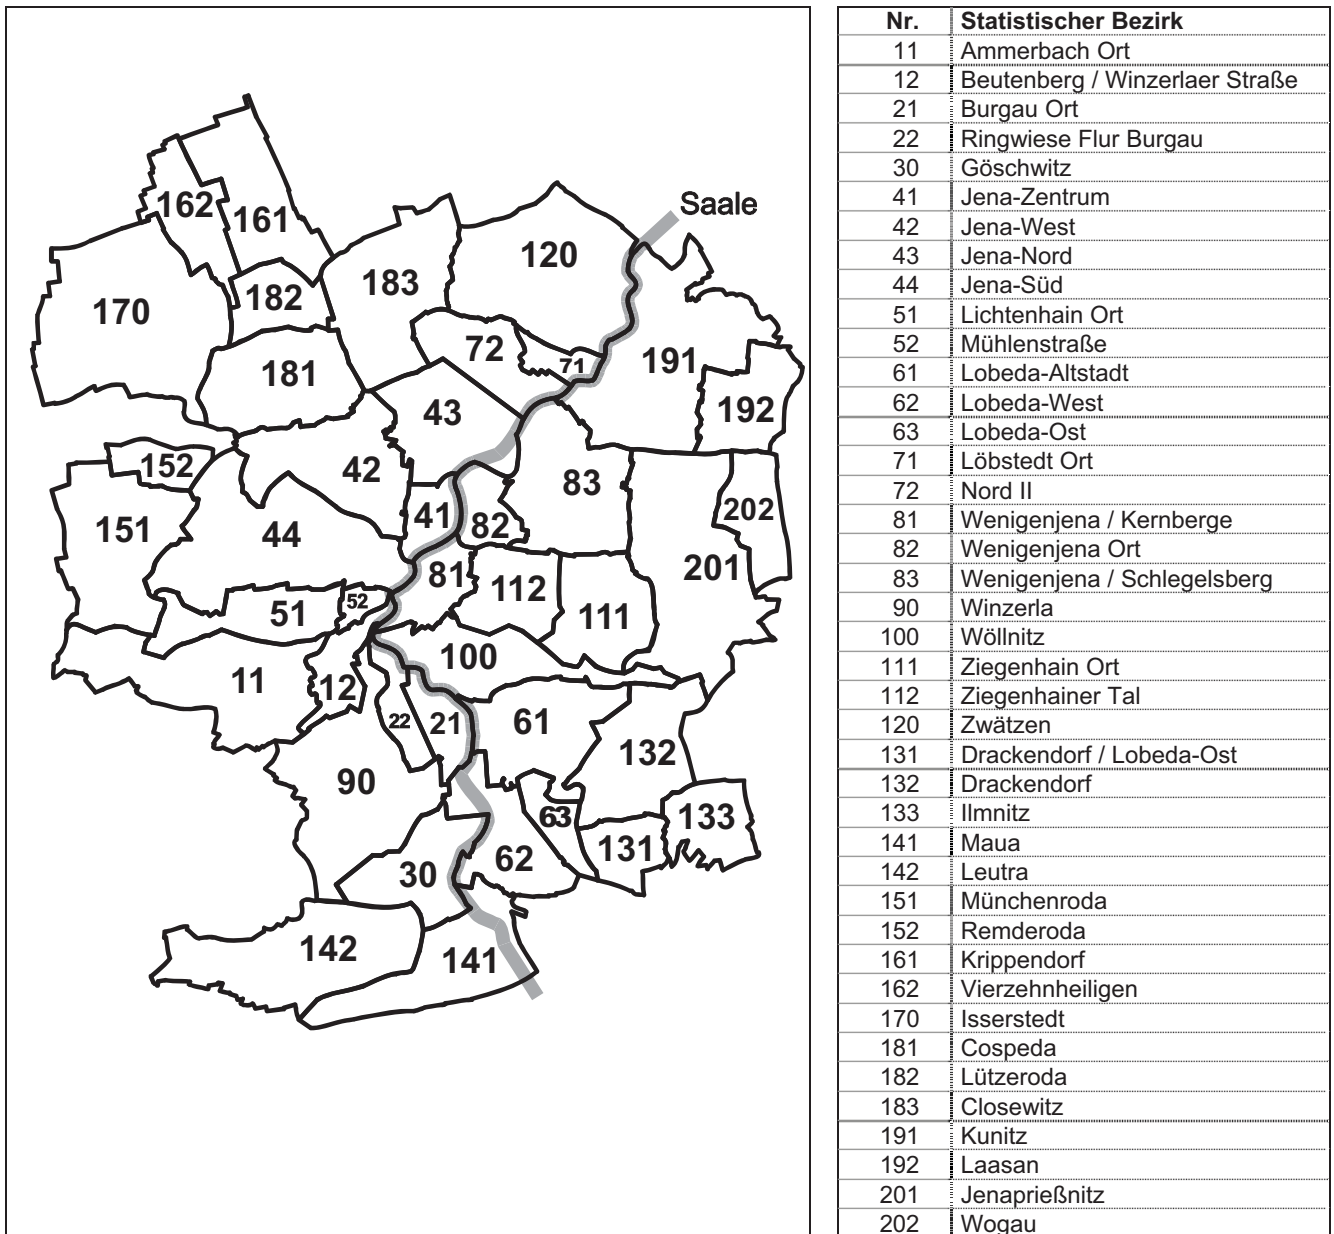 Saale
162
161
120
183
182
170
72
71
191
181
192
43
152
42
83
202
41
82
151
44
201
81
112
52
51
111
100
11
12
22
21
61
132
90
63
133
131
62
30
142
141
Nr. Statistischer Bezirk
11 Ammerbach Ort
12 Beutenberg / Winzerlaer Straße
21 Burgau Ort
22 Ringwiese Flur Burgau
30 Göschwitz
41 Jena-Zentrum
42 Jena-West
43 Jena-Nord
44 Jena-Süd
51 Lichtenhain Ort
52 Mühlenstraße
61 Lobeda-Altstadt
62 Lobeda-West
63 Lobeda-Ost
71 Löbstedt Ort
72 Nord II
81 Wenigenjena / Kernberge
82 Wenigenjena Ort
83 Wenigenjena / Schlegelsberg
90 Winzerla
100 Wöllnitz
111 Ziegenhain Ort
112 Ziegenhainer Tal
120 Zwätzen
131 Drackendorf / Lobeda-Ost
132 Drackendorf
133 Ilmnitz
141 Maua
142 Leutra
151 Münchenroda
152 Remderoda
161 Krippendorf
162 Vierzehnheiligen
170 Isserstedt
181 Cospeda
182 Lützeroda
183 Closewitz
191 Kunitz
192 Laasan
201 Jenaprießnitz
202 Wogau